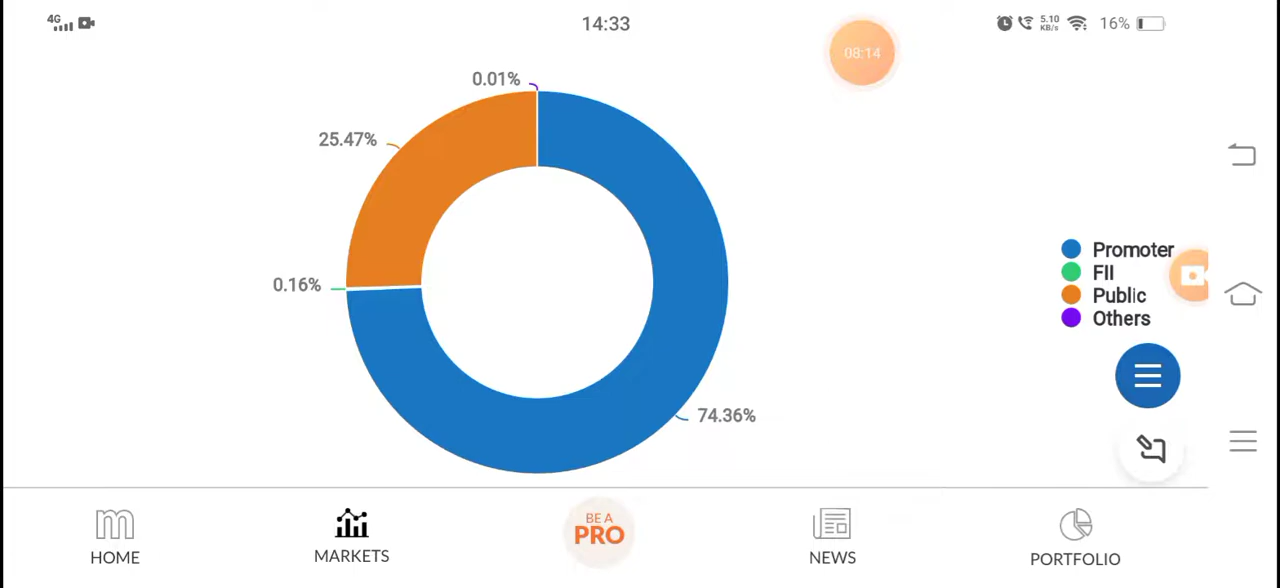 4G
14:33
5.10
KB/s
16%
08:14
0.01%
25.47%
0.16%
74.36%
Promoter
FII
Public
Others
m
HOME
MARKETS
BE A
PRO
NEWS
PORTFOLIO